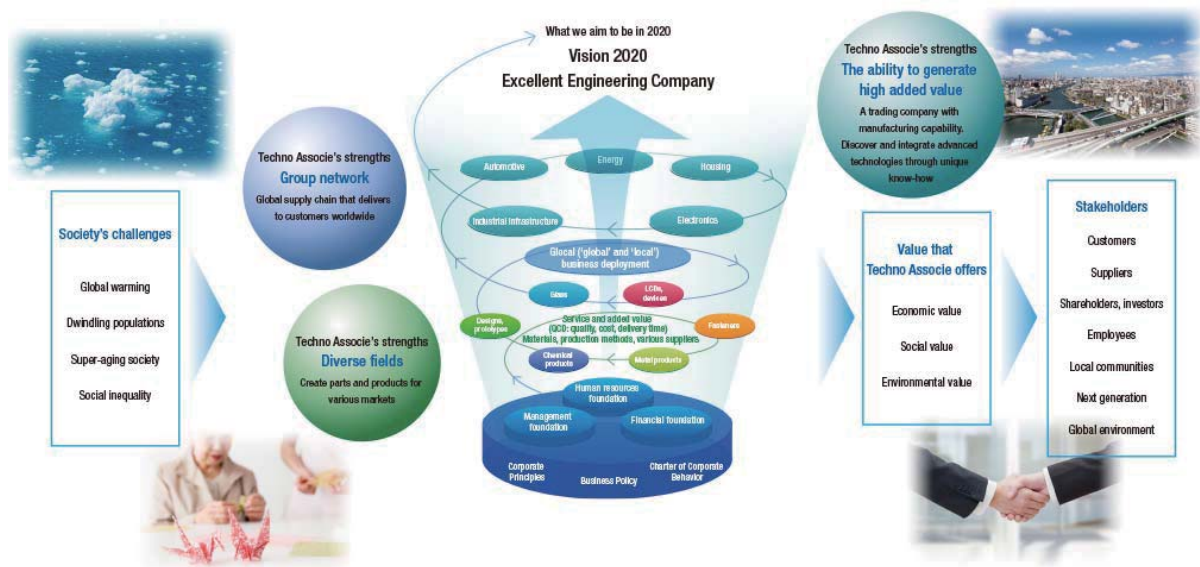 Society's challenges
Global warming
Dwindling populations
Super-aging society
Social inequality
Techno Associe's strengths
Group network
Global supply chain that delivers
to customers worldwide
Techno Associe's strengths
Diverse fields
Create parts and products for
various markets
What we aim to be in 2020
Vision 2020
Excellent Engineering Company
Automotive
Energy
Housing
Industrial infrastructure
Electronics
Glocal ('global' and 'local')
business deployment
Glass
LCDs,
devices
Designs,
prototypes
Service and added value
(QCD: quality, cost, delivery time)
Materials, production methods, various suppliers
Fasteners
Chemical
products
Metal products
Human resources
foundation
Management
foundation
Financial foundation
Corporate
Principles
Business Policy
Charter of Corporate
Behavior
Techno Associe's strengths
The ability to generate
high added value
A trading company with
manufacturing capability.
Discover and integrate advanced
technologies through unique
know-how
Value that
Techno Associe offers
Economic value
Social value
Environmental value
Stakeholders
Customers
Suppliers
Shareholders, investors
Employees
Local communities
Next generation
Global environment